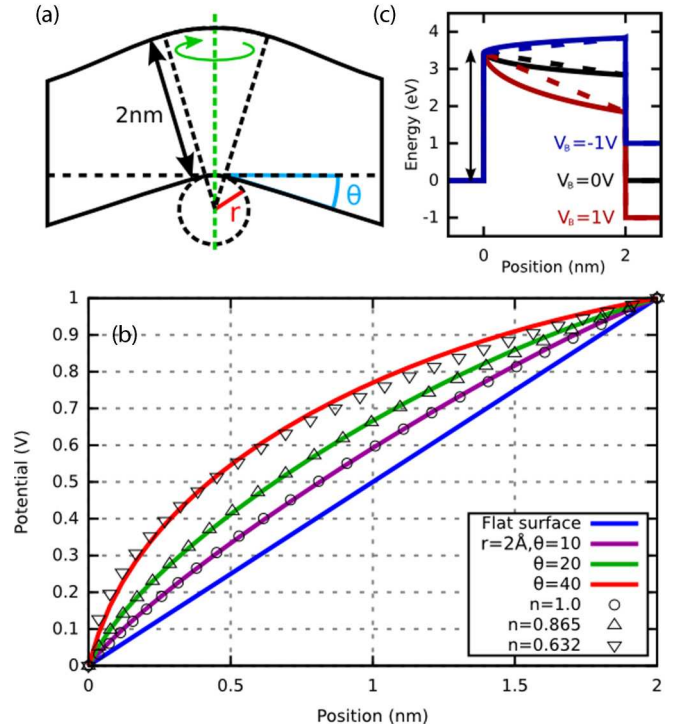 (a)
2nm
r
θ
(c)
Energy (eV)
4
3
2
1
0
-1
V_B=-1V
V_B=0V
V_B=1V
0
2
Position (nm)
(b)
Potential (V)
1
0.9
0.8
0.7
0.6
0.5
0.4
0.3
0.2
0.1
0
0
0.5
1
1.5
2
Position (nm)
Flat surface
r=2Å,θ=10
θ=20
θ=40
n=1.0
n=0.865
n=0.632